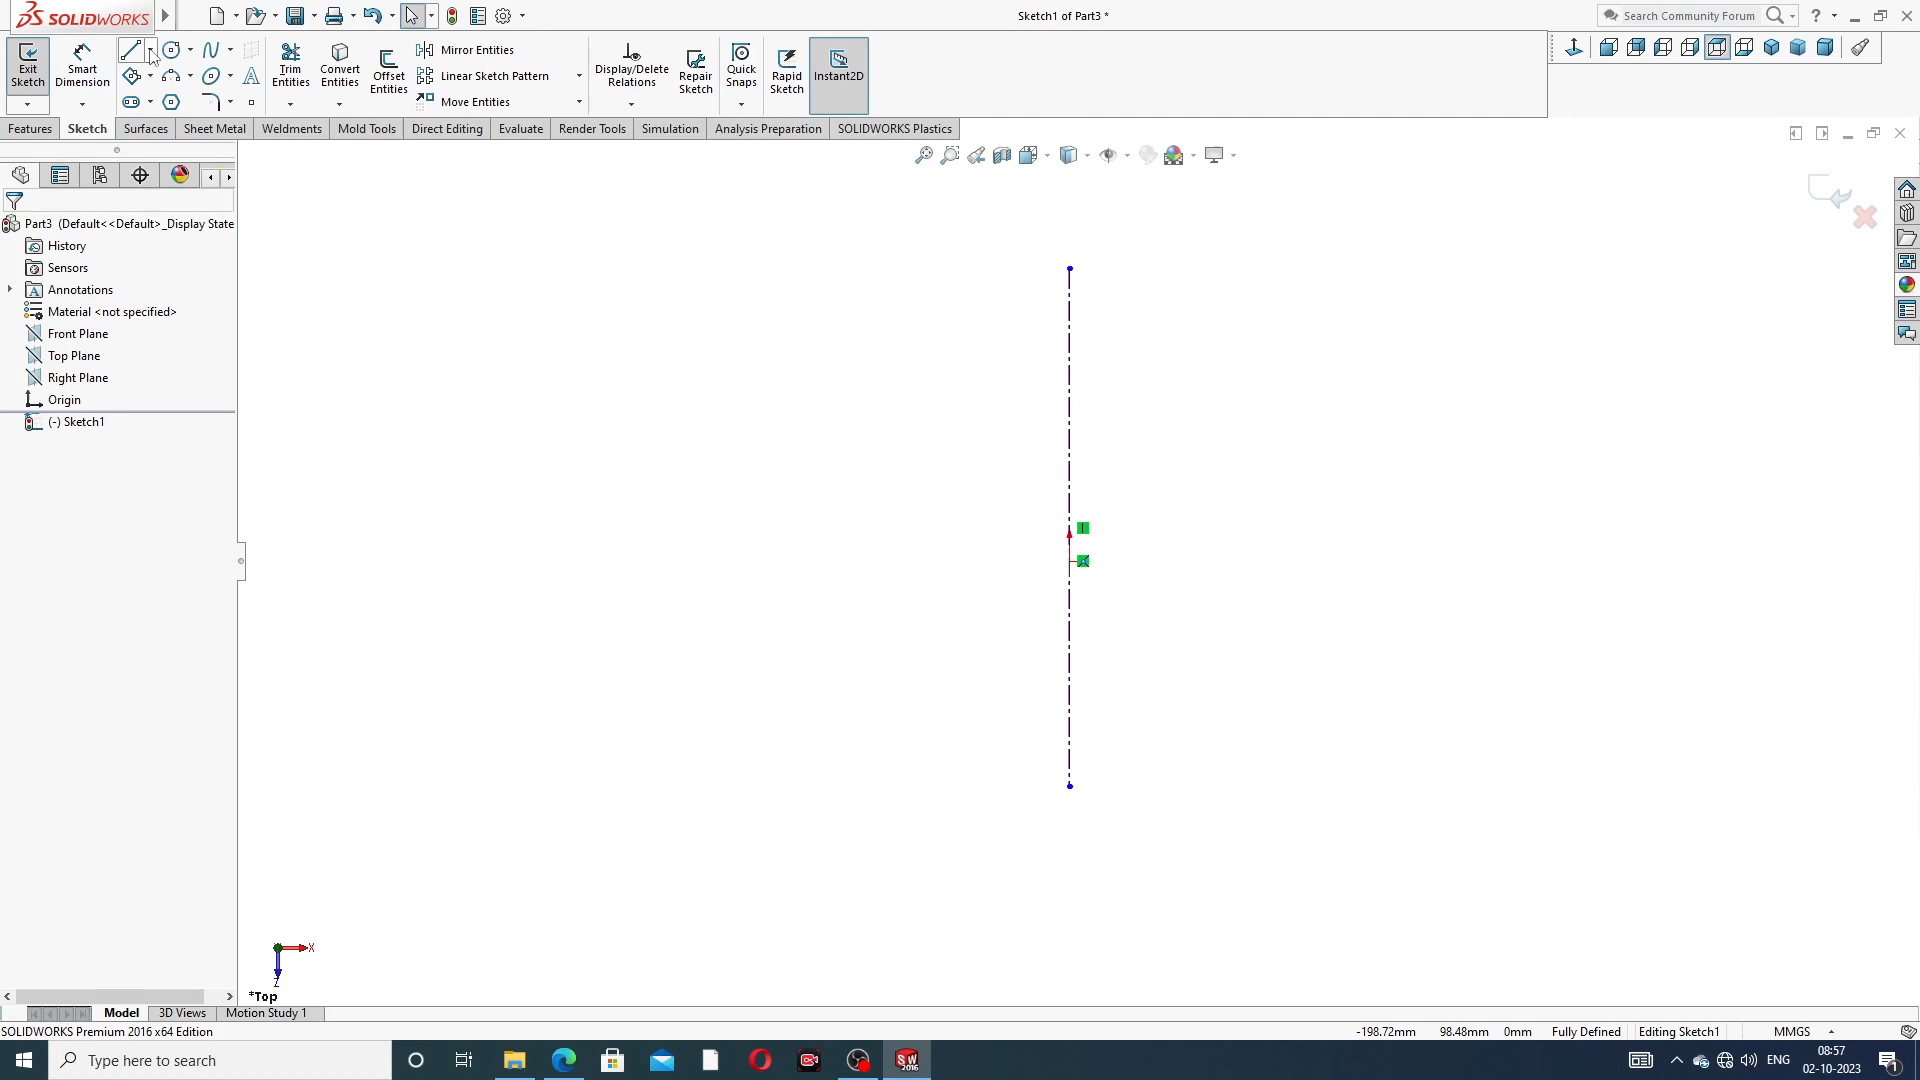 SOLIDWORKS
Sketch1 of Part3 *
Search Community Forum
?
Exit Sketch
Smart Dimension
Trim Entities
Convert Entities
Offset Entities
Mirror Entities
Linear Sketch Pattern
Move Entities
Display/Delete Relations
Repair Sketch
Quick Snaps
Rapid Sketch
Instant2D
Features
Sketch
Surfaces
Sheet Metal
Weldments
Mold Tools
Direct Editing
Evaluate
Render Tools
Simulation
Analysis Preparation
SOLIDWORKS Plastics
Part3 (Default<<Default>_Display State
History
Sensors
Annotations
Material <not specified>
Front Plane
Top Plane
Right Plane
Origin
(-) Sketch1
X
Z
*Top
Model
3D Views
Motion Study 1
SOLIDWORKS Premium 2016 x64 Edition
-198.72mm
98.48mm
0mm
Fully Defined
Editing Sketch1
MMGS
Type here to search
SW 2016
ENG
08:57
02-10-2023
1